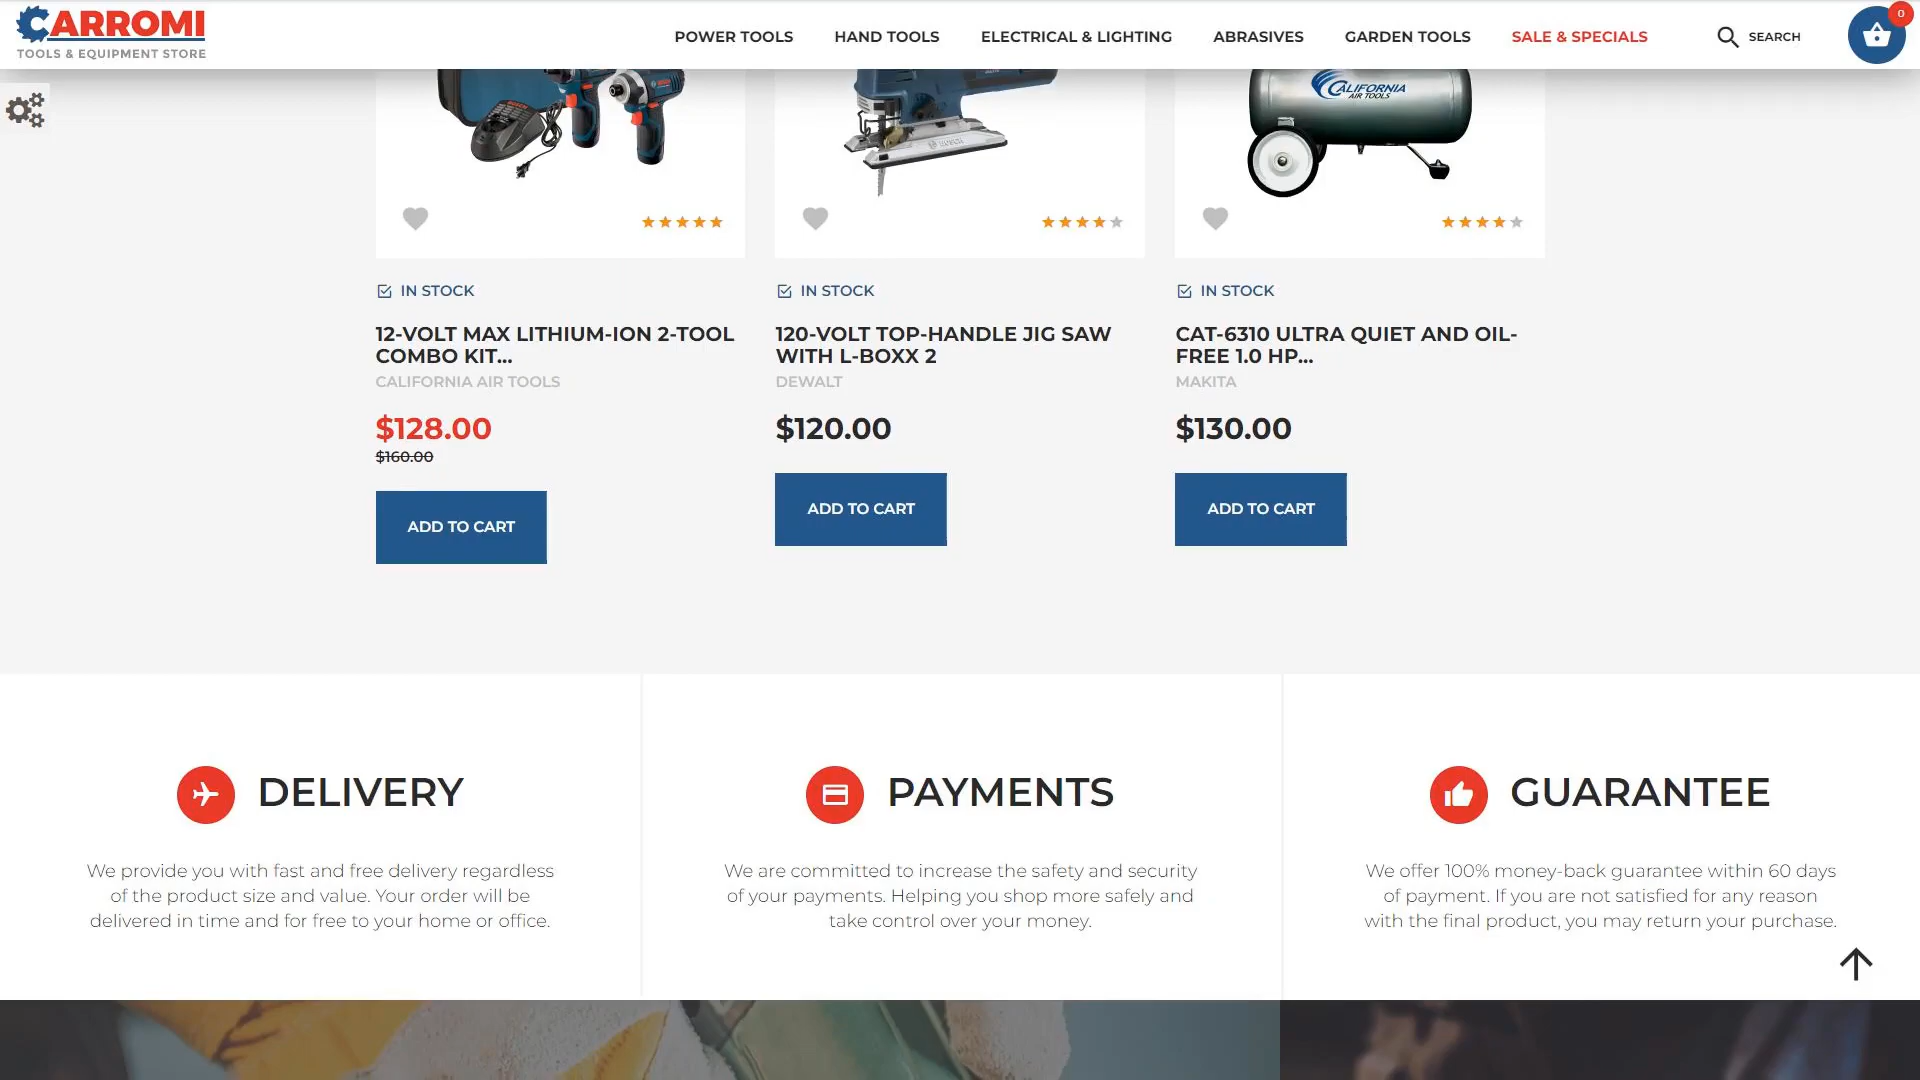 CARROMI
TOOLS & EQUIPMENT STORE
POWER TOOLS
HAND TOOLS
ELECTRICAL & LIGHTING
ABRASIVES
GARDEN TOOLS
SALE & SPECIALS
SEARCH
0
BOSCH
CALIFORNIA
AIR TOOLS
IN STOCK
12-VOLT MAX LITHIUM-ION 2-TOOL
COMBO KIT...
CALIFORNIA AIR TOOLS
$128.00
$160.00
ADD TO CART
IN STOCK
120-VOLT TOP-HANDLE JIG SAW
WITH L-BOXX 2
DEWALT
$120.00
ADD TO CART
IN STOCK
CAT-6310 ULTRA QUIET AND OIL-
FREE 1.0 HP...
MAKITA
$130.00
ADD TO CART
DELIVERY
We provide you with fast and free delivery regardless
of the product size and value. Your order will be
delivered in time and for free to your home or office.
PAYMENTS
We are committed to increase the safety and security
of your payments. Helping you shop more safely and
take control over your money.
GUARANTEE
We offer 100% money-back guarantee within 60 days
of payment. If you are not satisfied for any reason
with the final product, you may return your purchase.